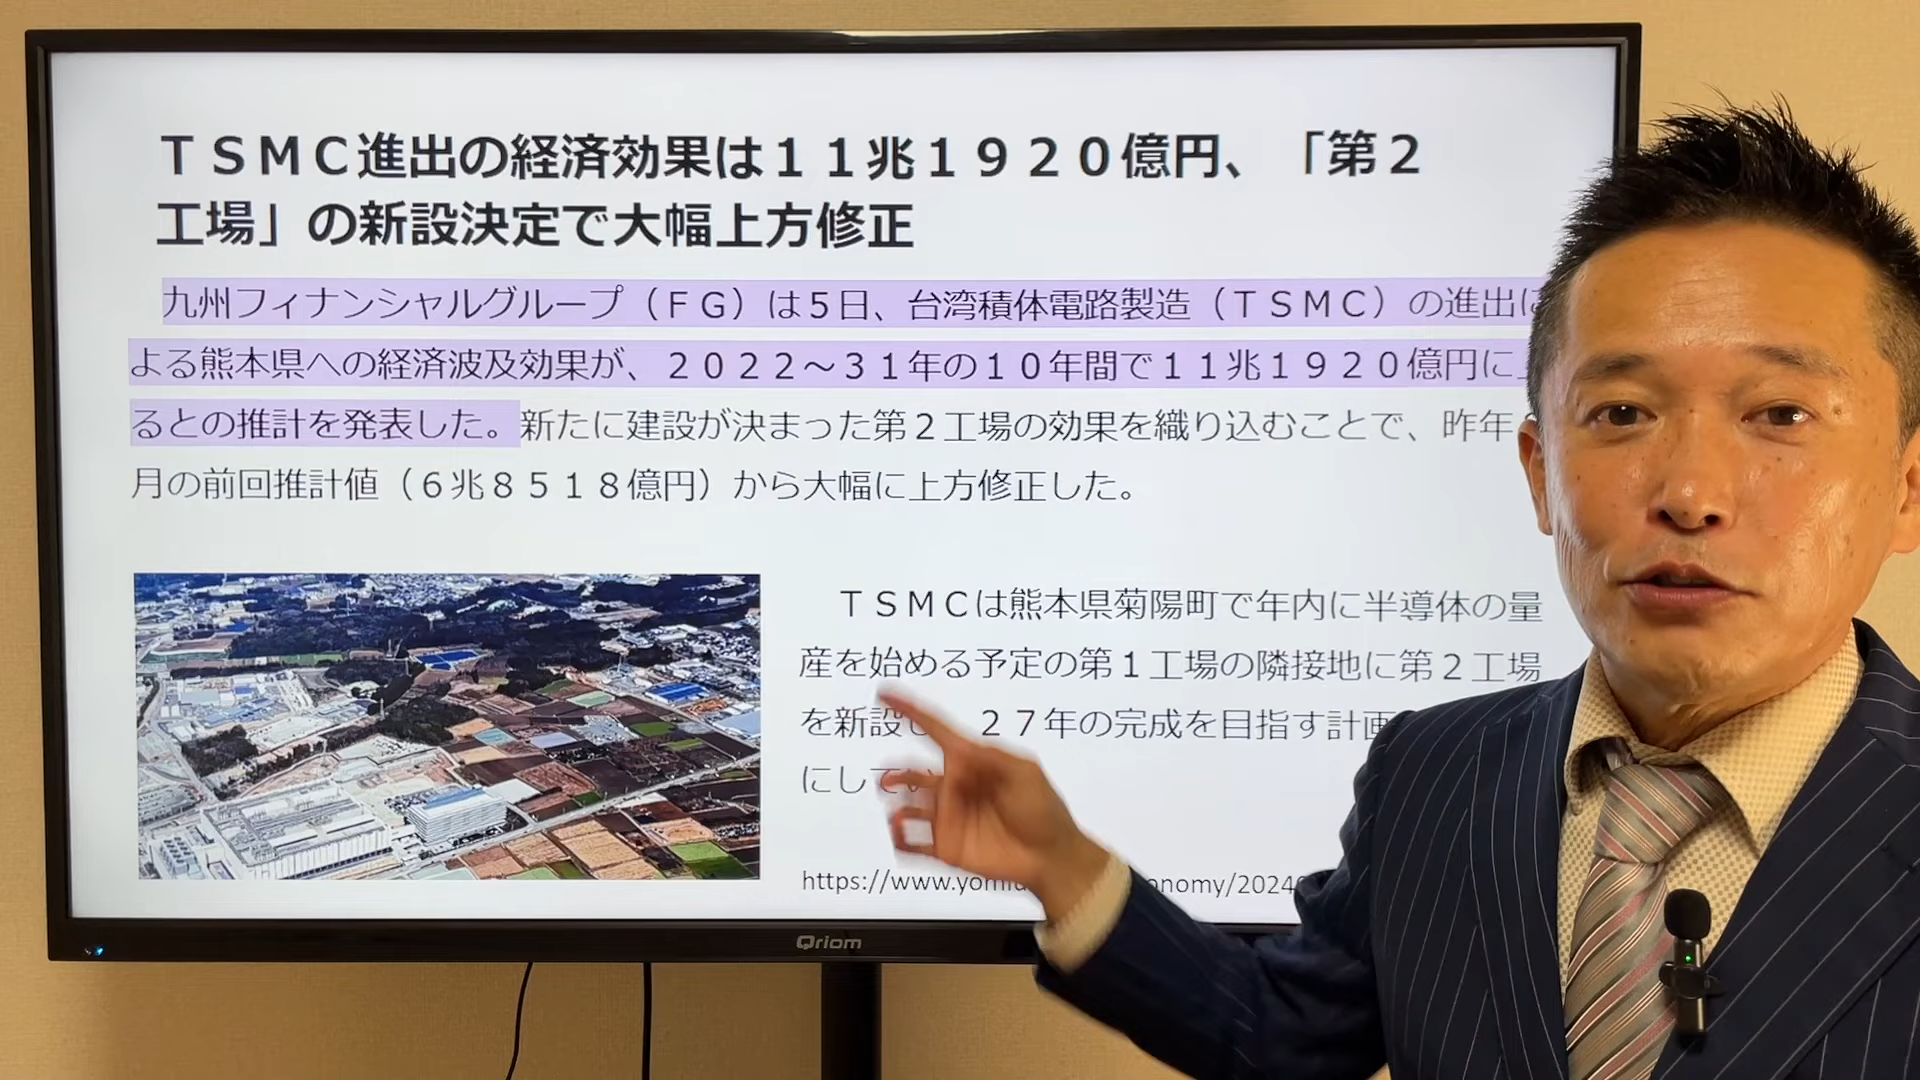 ＴＳＭＣ進出の経済効果は１１兆１９２０億円、「第２
工場」の新設決定で大幅上方修正
九州フィナンシャルグループ（ＦＧ）は５日、台湾積体電路製造（ＴＳＭＣ）の進出に
よる熊本県への経済波及効果が、２０２２～３１年の１０年間で１１兆１９２０億円に
るとの推計を発表した。新たに建設が決まった第２工場の効果を織り込むことで、昨年
月の前回推計値（６兆８５１８億円）から大幅に上方修正した。
ＴＳＭＣは熊本県菊陽町で年内に半導体の量
産を始める予定の第１工場の隣接地に第２工場
を新設し ２７年の完成を目指す計画
にして
https://www.yomiu onomy/2024
Qriom